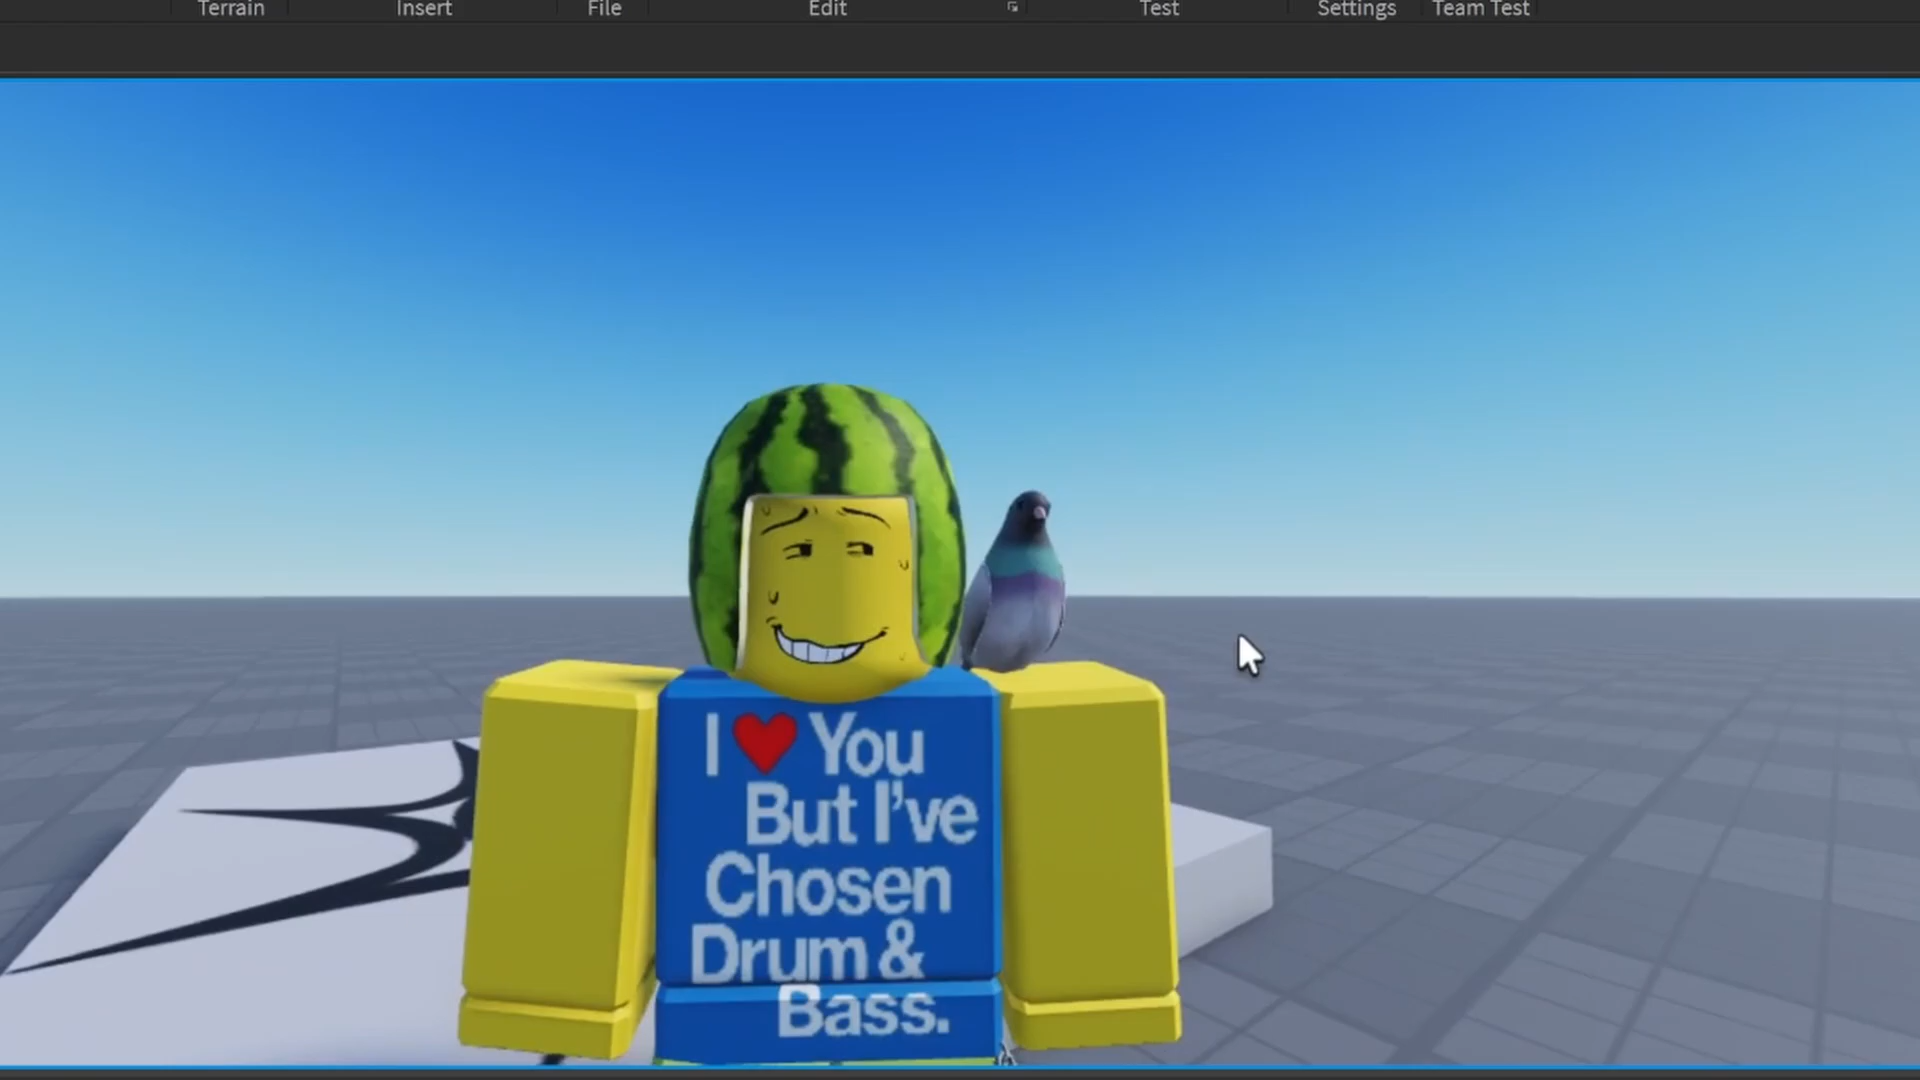 Terrain Insert File Edit Test Settings Team Test
I ❤ You
But I've
Chosen
Drum &
Bass.